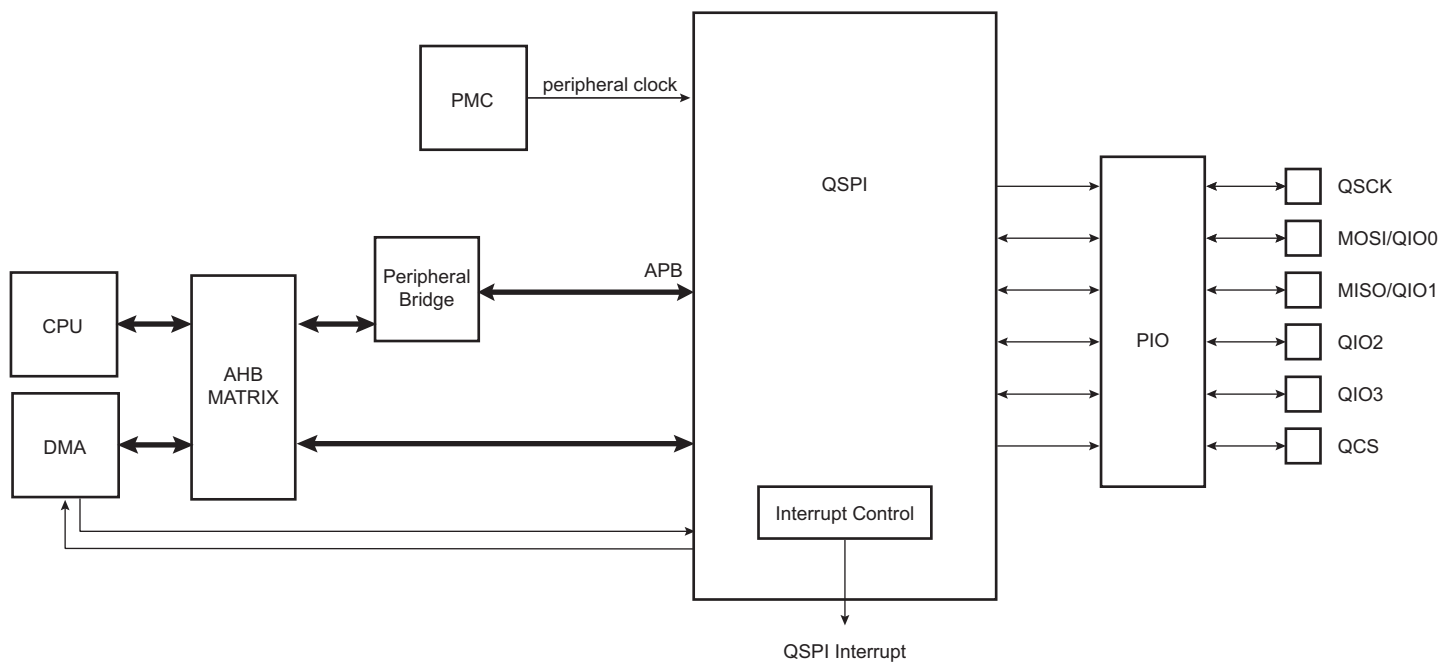 peripheral clock
PMC
QSPI
QSCK
MOSI/QIO0
MISO/QIO1
QIO2
QIO3
QCS
PIO
Peripheral
Bridge
APB
CPU
AHB
MATRIX
DMA
Interrupt Control
QSPI Interrupt